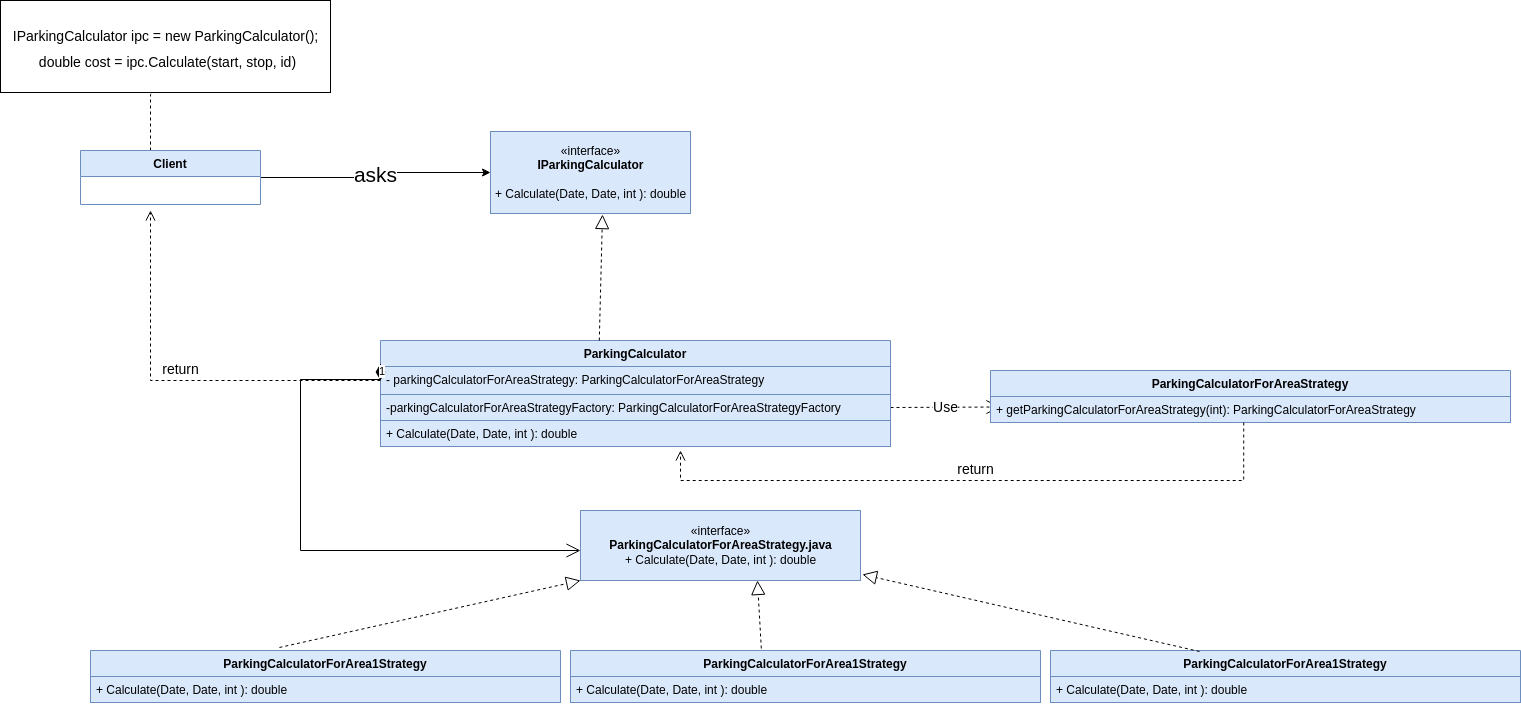 IParkingCalculator ipc = new ParkingCalculator();
double cost = ipc.Calculate(start, stop, id)
Client
asks
«interface»
IParkingCalculator
+ Calculate(Date, Date, int ): double
return
ParkingCalculator
1
- parkingCalculatorForAreaStrategy: ParkingCalculatorForAreaStrategy
-parkingCalculatorForAreaStrategyFactory: ParkingCalculatorForAreaStrategyFactory
+ Calculate(Date, Date, int ): double
Use
ParkingCalculatorForAreaStrategy
+ getParkingCalculatorForAreaStrategy(int): ParkingCalculatorForAreaStrategy
return
«interface»
ParkingCalculatorForAreaStrategy.java
+ Calculate(Date, Date, int ): double
ParkingCalculatorForArea1Strategy
+ Calculate(Date, Date, int ): double
ParkingCalculatorForArea1Strategy
+ Calculate(Date, Date, int ): double
ParkingCalculatorForArea1Strategy
+ Calculate(Date, Date, int ): double